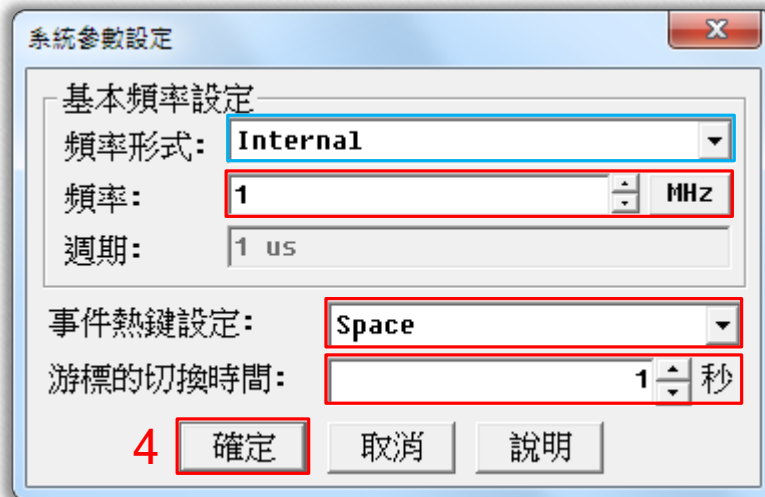 系統參數設定
基本頻率設定
頻率形式: Internal
頻率: 1 MHz
週期: 1 us
事件熱鍵設定: Space
游標的切換時間: 1 秒
4 確定 取消 說明